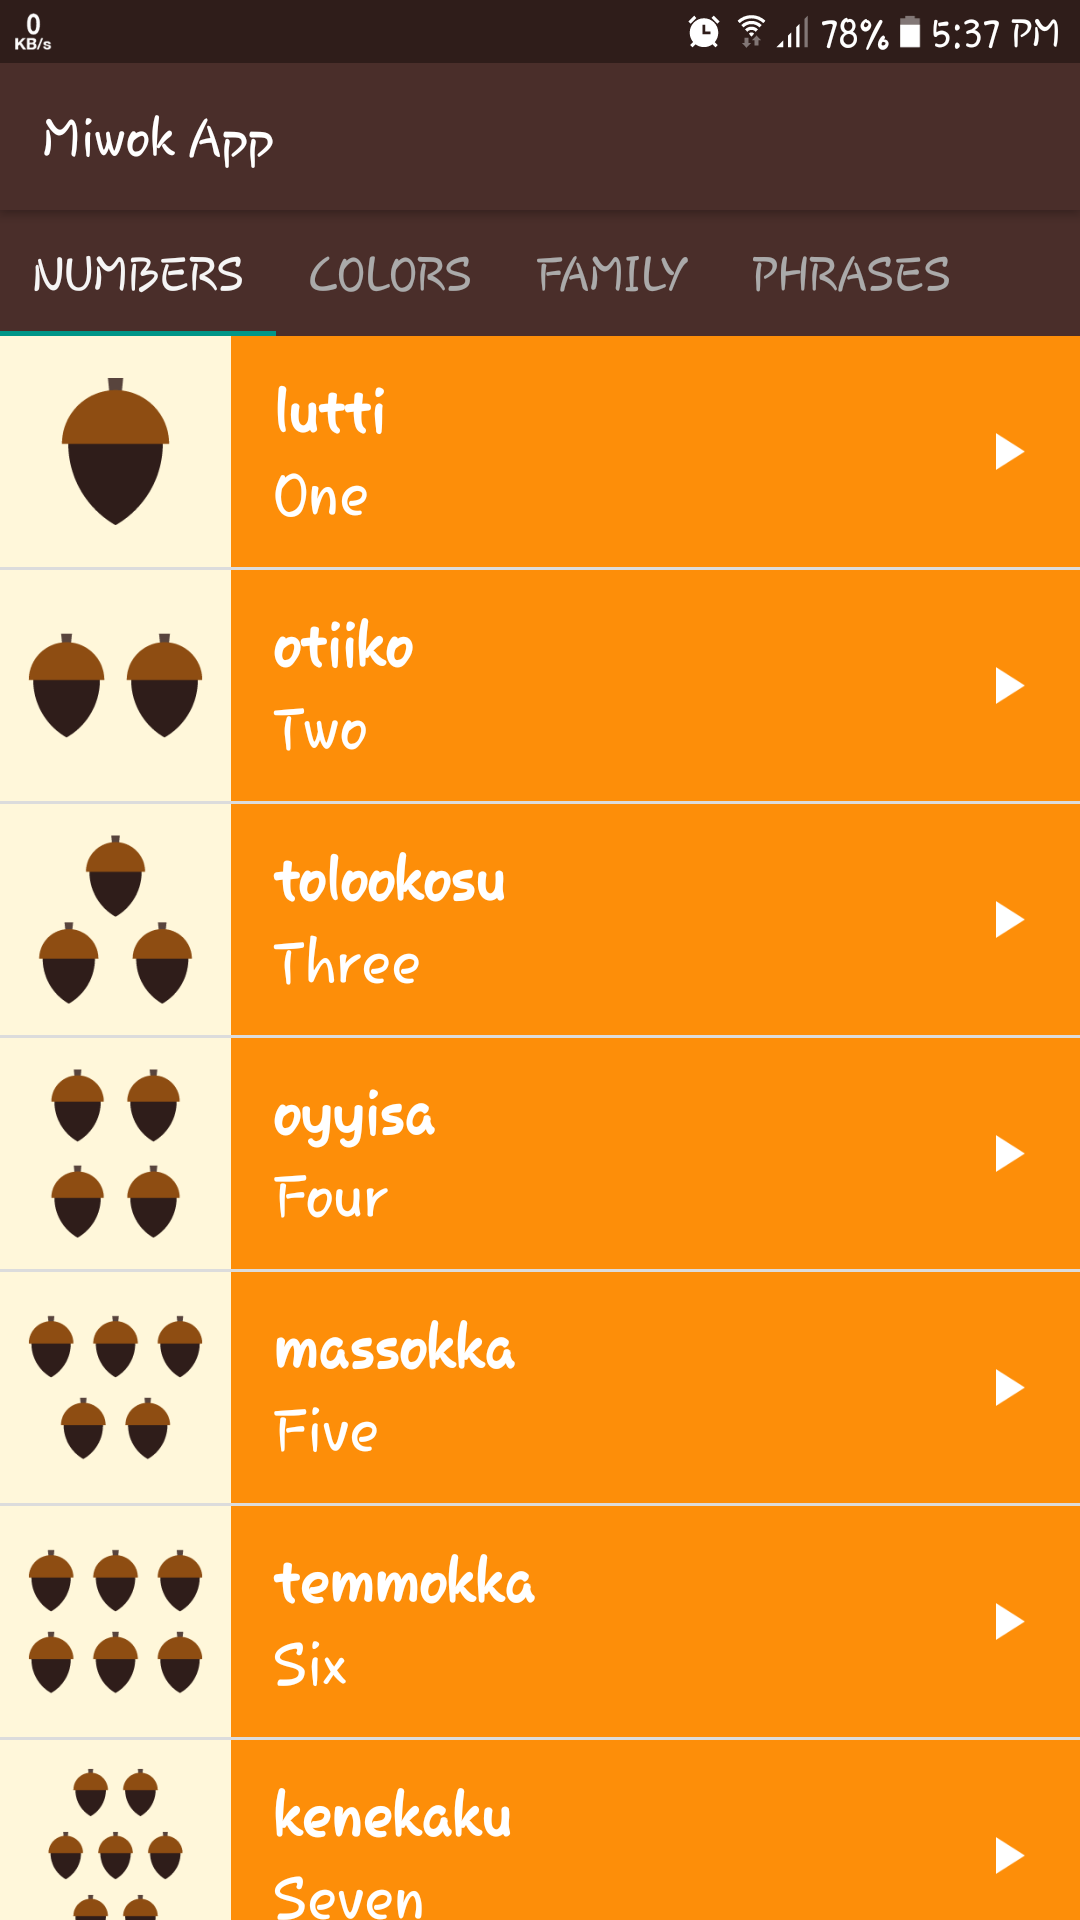 0
KB/s
78% 5:37 PM
Miwok App
NUMBERS COLORS FAMILY PHRASES
lutti
One
otiiko
Two
tolookosu
Three
oyyisa
Four
massokka
Five
temmokka
Six
kenekaku
Seven